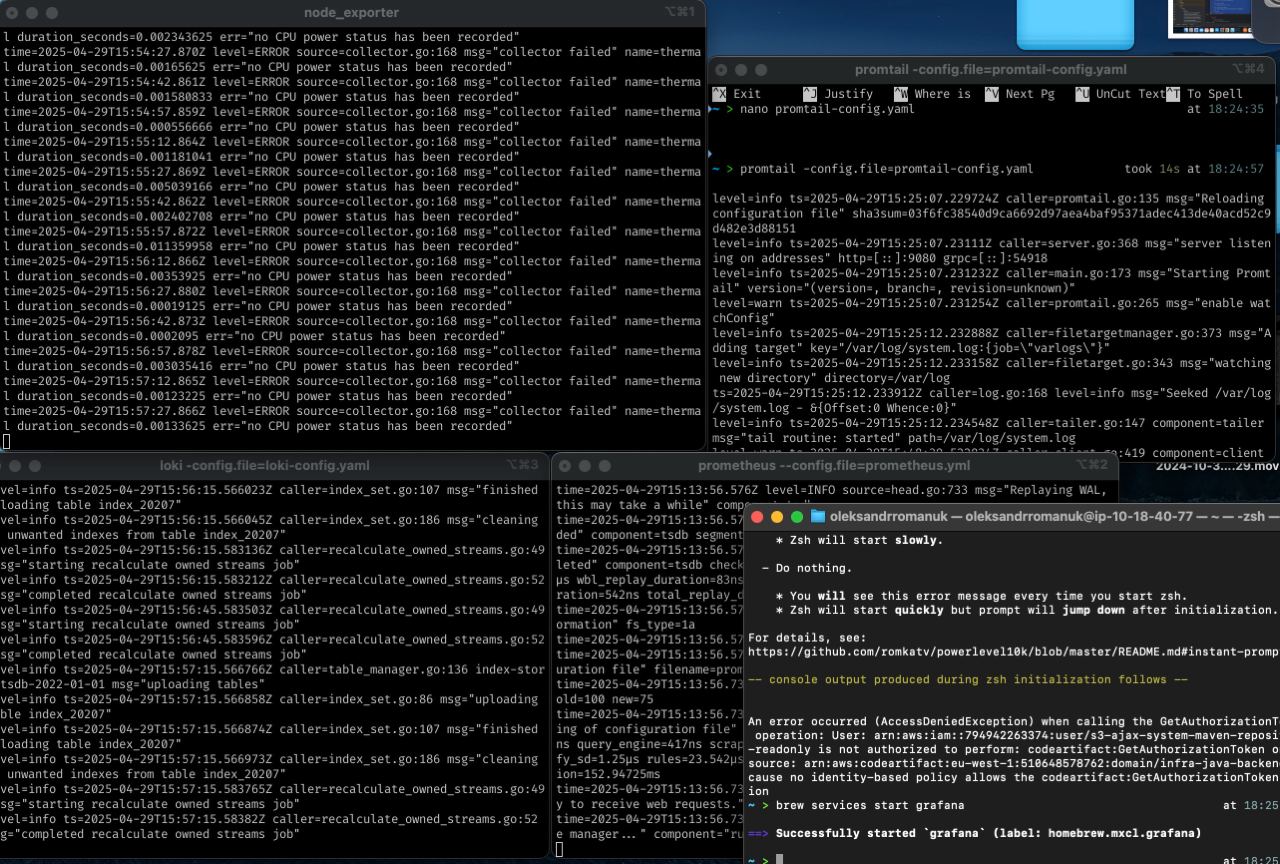 node_exporter
⌥⌘1
l duration_seconds=0.002343625 err="no CPU power status has been recorded"
time=2025-04-29T15:54:27.870Z level=ERROR source=collector.go:168 msg="collector failed" name=therma
l duration_seconds=0.00165625 err="no CPU power status has been recorded"
time=2025-04-29T15:54:42.861Z level=ERROR source=collector.go:168 msg="collector failed" name=therma
l duration_seconds=0.001580833 err="no CPU power status has been recorded"
time=2025-04-29T15:54:57.859Z level=ERROR source=collector.go:168 msg="collector failed" name=therma
l duration_seconds=0.000556666 err="no CPU power status has been recorded"
time=2025-04-29T15:55:12.864Z level=ERROR source=collector.go:168 msg="collector failed" name=therma
l duration_seconds=0.001181041 err="no CPU power status has been recorded"
time=2025-04-29T15:55:27.869Z level=ERROR source=collector.go:168 msg="collector failed" name=therma
l duration_seconds=0.005039166 err="no CPU power status has been recorded"
time=2025-04-29T15:55:42.862Z level=ERROR source=collector.go:168 msg="collector failed" name=therma
l duration_seconds=0.002402708 err="no CPU power status has been recorded"
time=2025-04-29T15:55:57.872Z level=ERROR source=collector.go:168 msg="collector failed" name=therma
l duration_seconds=0.011359958 err="no CPU power status has been recorded"
time=2025-04-29T15:56:12.866Z level=ERROR source=collector.go:168 msg="collector failed" name=therma
l duration_seconds=0.00353925 err="no CPU power status has been recorded"
time=2025-04-29T15:56:27.880Z level=ERROR source=collector.go:168 msg="collector failed" name=therma
l duration_seconds=0.00019125 err="no CPU power status has been recorded"
time=2025-04-29T15:56:42.873Z level=ERROR source=collector.go:168 msg="collector failed" name=therma
l duration_seconds=0.0002095 err="no CPU power status has been recorded"
time=2025-04-29T15:56:57.878Z level=ERROR source=collector.go:168 msg="collector failed" name=therma
l duration_seconds=0.003035416 err="no CPU power status has been recorded"
time=2025-04-29T15:57:12.865Z level=ERROR source=collector.go:168 msg="collector failed" name=therma
l duration_seconds=0.00123225 err="no CPU power status has been recorded"
time=2025-04-29T15:57:27.866Z level=ERROR source=collector.go:168 msg="collector failed" name=therma
l duration_seconds=0.00133625 err="no CPU power status has been recorded"
promtail -config.file=promtail-config.yaml
⌥⌘4
^X Exit ^J Justify ^W Where is ^V Next Pg ^U UnCut Text^T To Spell
~ > nano promtail-config.yaml at 18:24:35
~ > promtail -config.file=promtail-config.yaml took 14s at 18:24:57
level=info ts=2025-04-29T15:25:07.229724Z caller=promtail.go:135 msg="Reloading
configuration file" sha3sum=03f6fc38540d9ca6692d97aea4baf95371adec413de40acd52c9
d482e3d88151
level=info ts=2025-04-29T15:25:07.23111Z caller=server.go:368 msg="server listen
ing on addresses" http=[::]:9080 grpc=[::]:54918
level=info ts=2025-04-29T15:25:07.231232Z caller=main.go:173 msg="Starting Promt
ail" version="(version=, branch=, revision=unknown)"
level=warn ts=2025-04-29T15:25:07.231254Z caller=promtail.go:265 msg="enable wat
chConfig"
level=info ts=2025-04-29T15:25:12.232888Z caller=filetargetmanager.go:373 msg="A
dding target" key="/var/log/system.log:{job=\"varlogs\"}"
level=info ts=2025-04-29T15:25:12.233158Z caller=filetarget.go:343 msg="watching
new directory" directory=/var/log
ts=2025-04-29T15:25:12.233912Z caller=log.go:168 level=info msg="Seeked /var/log
/system.log - &{Offset:0 Whence:0}"
level=info ts=2025-04-29T15:25:12.234548Z caller=tailer.go:147 component=tailer
msg="tail routine: started" path=/var/log/system.log
go:419 component=client
2024-10-3....29.mov
loki -config.file=loki-config.yaml
⌥⌘3
vel=info ts=2025-04-29T15:56:15.566023Z caller=index_set.go:107 msg="finished
loading table index_20207"
vel=info ts=2025-04-29T15:56:15.566045Z caller=index_set.go:186 msg="cleaning
unwanted indexes from table index_20207"
vel=info ts=2025-04-29T15:56:15.583136Z caller=recalculate_owned_streams.go:49
sg="starting recalculate owned streams job"
vel=info ts=2025-04-29T15:56:15.583212Z caller=recalculate_owned_streams.go:52
sg="completed recalculate owned streams job"
vel=info ts=2025-04-29T15:56:45.583503Z caller=recalculate_owned_streams.go:49
sg="starting recalculate owned streams job"
vel=info ts=2025-04-29T15:56:45.583596Z caller=recalculate_owned_streams.go:52
sg="completed recalculate owned streams job"
vel=info ts=2025-04-29T15:57:15.566766Z caller=table_manager.go:136 index-stor
tsdb-2022-01-01 msg="uploading tables"
vel=info ts=2025-04-29T15:57:15.566858Z caller=index_set.go:86 msg="uploading
ble index_20207"
vel=info ts=2025-04-29T15:57:15.566874Z caller=index_set.go:107 msg="finished
loading table index_20207"
vel=info ts=2025-04-29T15:57:15.566973Z caller=index_set.go:186 msg="cleaning
unwanted indexes from table index_20207"
vel=info ts=2025-04-29T15:57:15.583765Z caller=recalculate_owned_streams.go:49
sg="starting recalculate owned streams job"
vel=info ts=2025-04-29T15:57:15.58382Z caller=recalculate_owned_streams.go:52
g="completed recalculate owned streams job"
prometheus --config.file=prometheus.yml
⌥⌘2
time=2025-04-29T15:13:56.576Z level=INFO source=head.go:733 msg="Replaying WAL,
this may take a while"
time=2025-04-29T15:13:56.57
ded" component=tsdb segment
time=2025-04-29T15:13:56.57
leted" component=tsdb check
µs wbl_replay_duration=83ns
ration=542ns total_replay_d
time=2025-04-29T15:13:56.57
ormation" fs_type=1a
time=2025-04-29T15:13:56.57
uration file" filename=prom
time=2025-04-29T15:13:56.73
old=100 new=75
time=2025-04-29T15:13:56.73
ing of configuration file"
ns query_engine=417ns scrap
fy_sd=1.25µs rules=23.542µs
ion=152.94725ms
time=2025-04-29T15:13:56.73
y to receive web requests."
time=2025-04-29T15:13:56.73
e manager..." component="ru
oleksandrromanuk — oleksandrromanuk@ip-10-18-40-77 — ~ — -zsh —
* Zsh will start slowly.
– Do nothing.
* You will see this error message every time you start zsh.
* Zsh will start quickly but prompt will jump down after initialization.
For details, see:
https://github.com/romkatv/powerlevel10k/blob/master/README.md#instant-promp
-- console output produced during zsh initialization follows --
An error occurred (AccessDeniedException) when calling the GetAuthorizationT
operation: User: arn:aws:iam::794942263374:user/s3-ajax-system-maven-reposi
-readonly is not authorized to perform: codeartifact:GetAuthorizationToken o
source: arn:aws:codeartifact:eu-west-1:510648578762:domain/infra-java-backen
cause no identity-based policy allows the codeartifact:GetAuthorizationToken
ion
~ > brew services start grafana at 18:25
==> Successfully started `grafana` (label: homebrew.mxcl.grafana)
~ > at 18:25